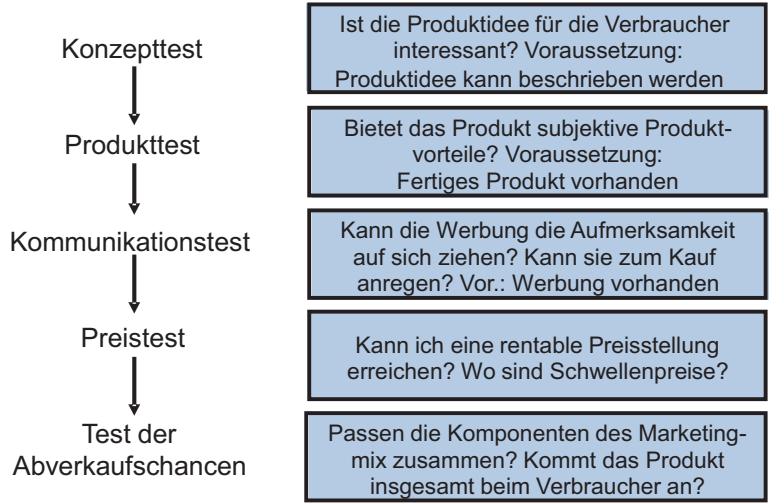 Konzepttest
Ist die Produktidee für die Verbraucher
interessant? Voraussetzung:
Produktidee kann beschrieben werden
Produkttest
Bietet das Produkt subjektive Produkt-
vorteile? Voraussetzung:
Fertiges Produkt vorhanden
Kommunikationstest
Kann die Werbung die Aufmerksamkeit
auf sich ziehen? Kann sie zum Kauf
anregen? Vor.: Werbung vorhanden
Preistest
Kann ich eine rentable Preisstellung
erreichen? Wo sind Schwellenpreise?
Test der
Abverkaufschancen
Passen die Komponenten des Marketing-
mix zusammen? Kommt das Produkt
insgesamt beim Verbraucher an?